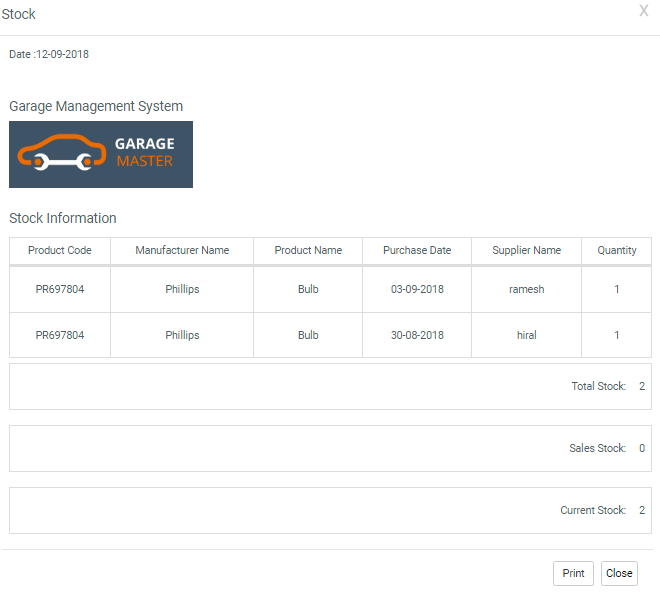 Stock X
Date :12-09-2018
Garage Management System
GARAGE
MASTER
Stock Information
Product Code Manufacturer Name Product Name Purchase Date Supplier Name Quantity
PR697804 Phillips Bulb 03-09-2018 ramesh 1
PR697804 Phillips Bulb 30-08-2018 hiral 1
Total Stock: 2
Sales Stock: 0
Current Stock: 2
Print Close